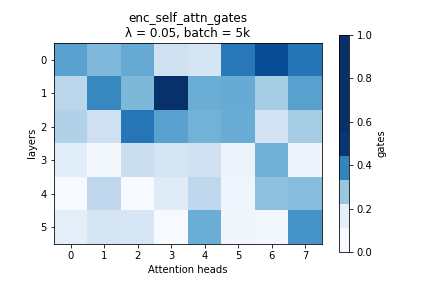 enc_self_attn_gates
λ = 0.05, batch = 5k
0
1
2
3
4
5
layers
0 1 2 3 4 5 6 7
Attention heads
1.0
0.8
0.6
0.4
0.2
0.0
gates